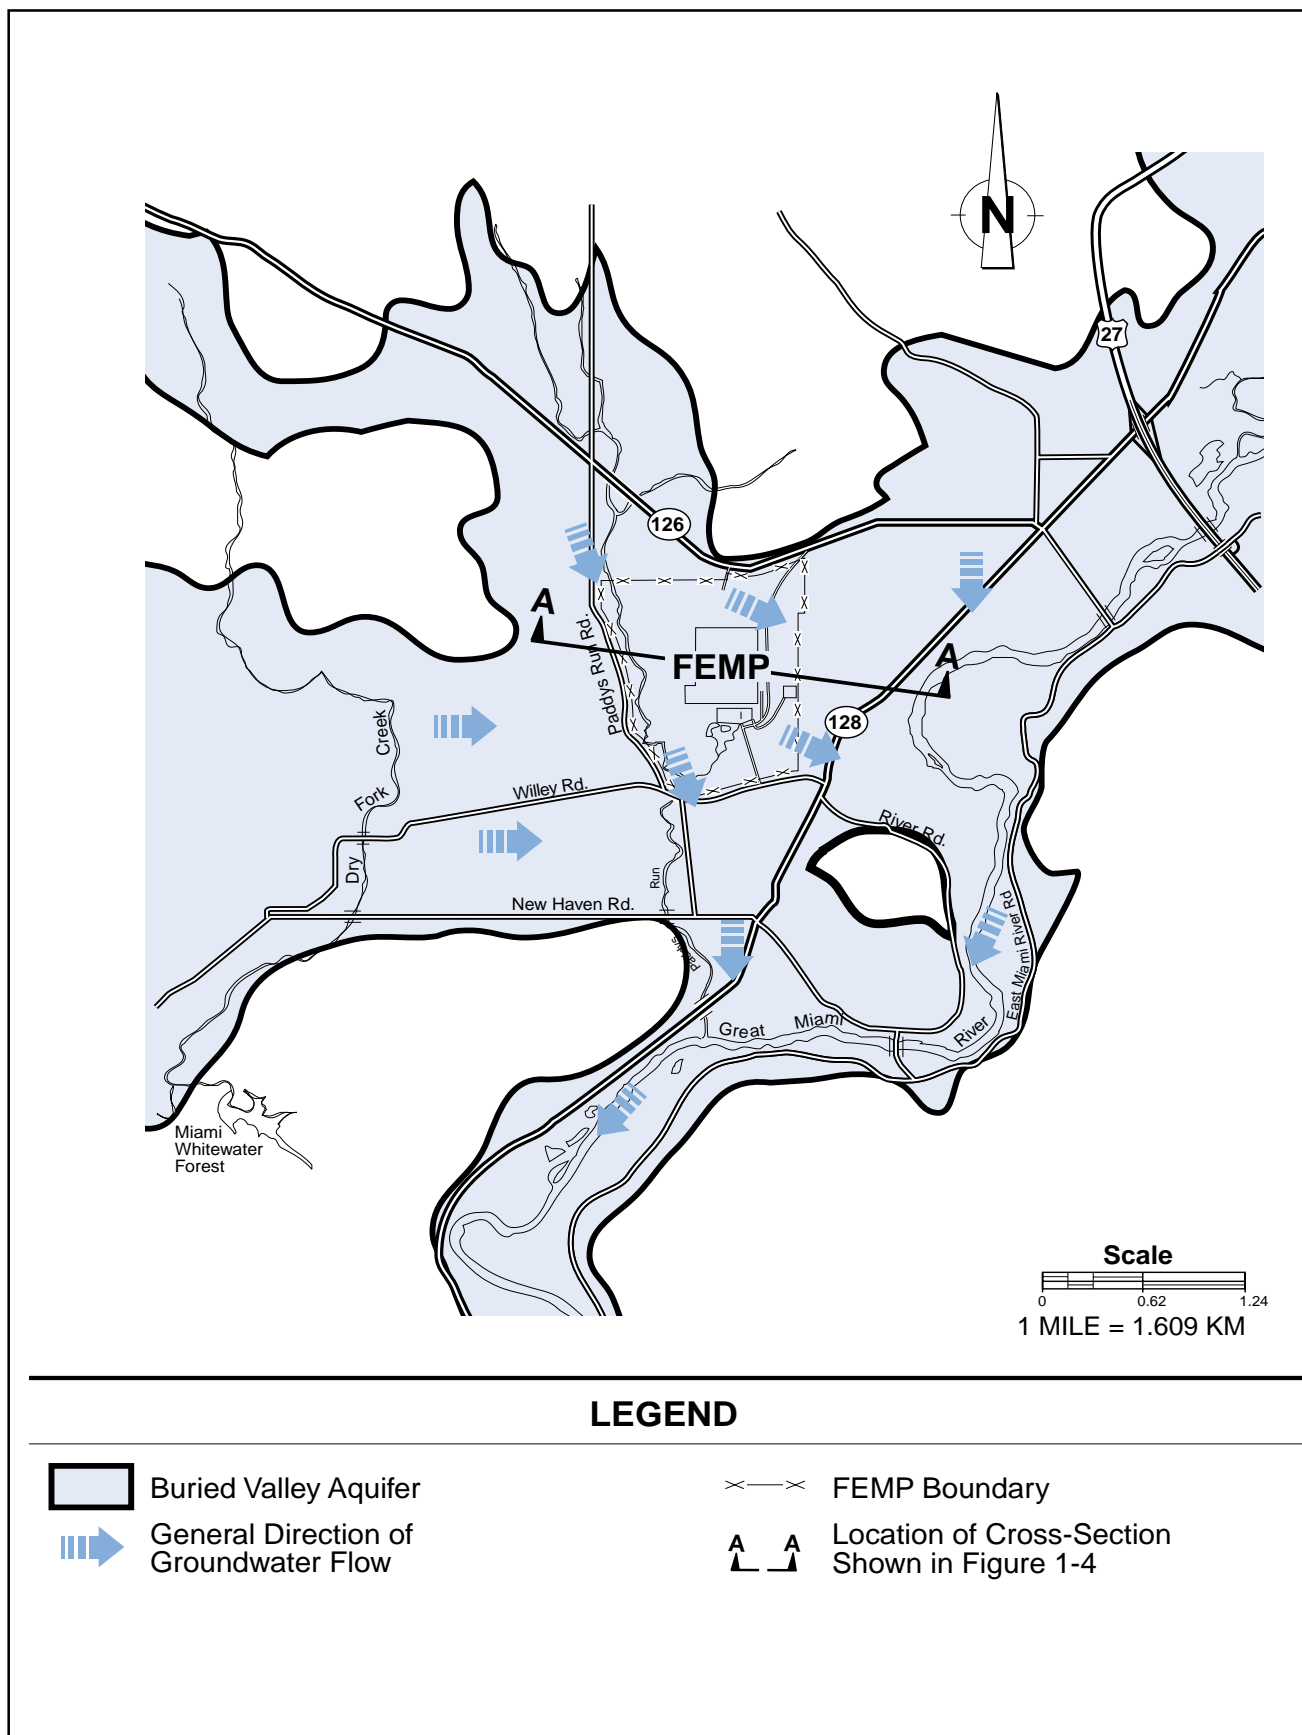 N
27
126
A
Paddys Run Rd.
FEMP
A
128
Creek
Fork
Dry
Willey Rd.
River Rd.
Run
New Haven Rd.
Paddys
East Miami River Rd
Great Miami
River
Miami
Whitewater
Forest
Scale
0 0.62 1.24
1 MILE = 1.609 KM
LEGEND
Buried Valley Aquifer
General Direction of
Groundwater Flow
FEMP Boundary
A A
Location of Cross-Section
Shown in Figure 1-4